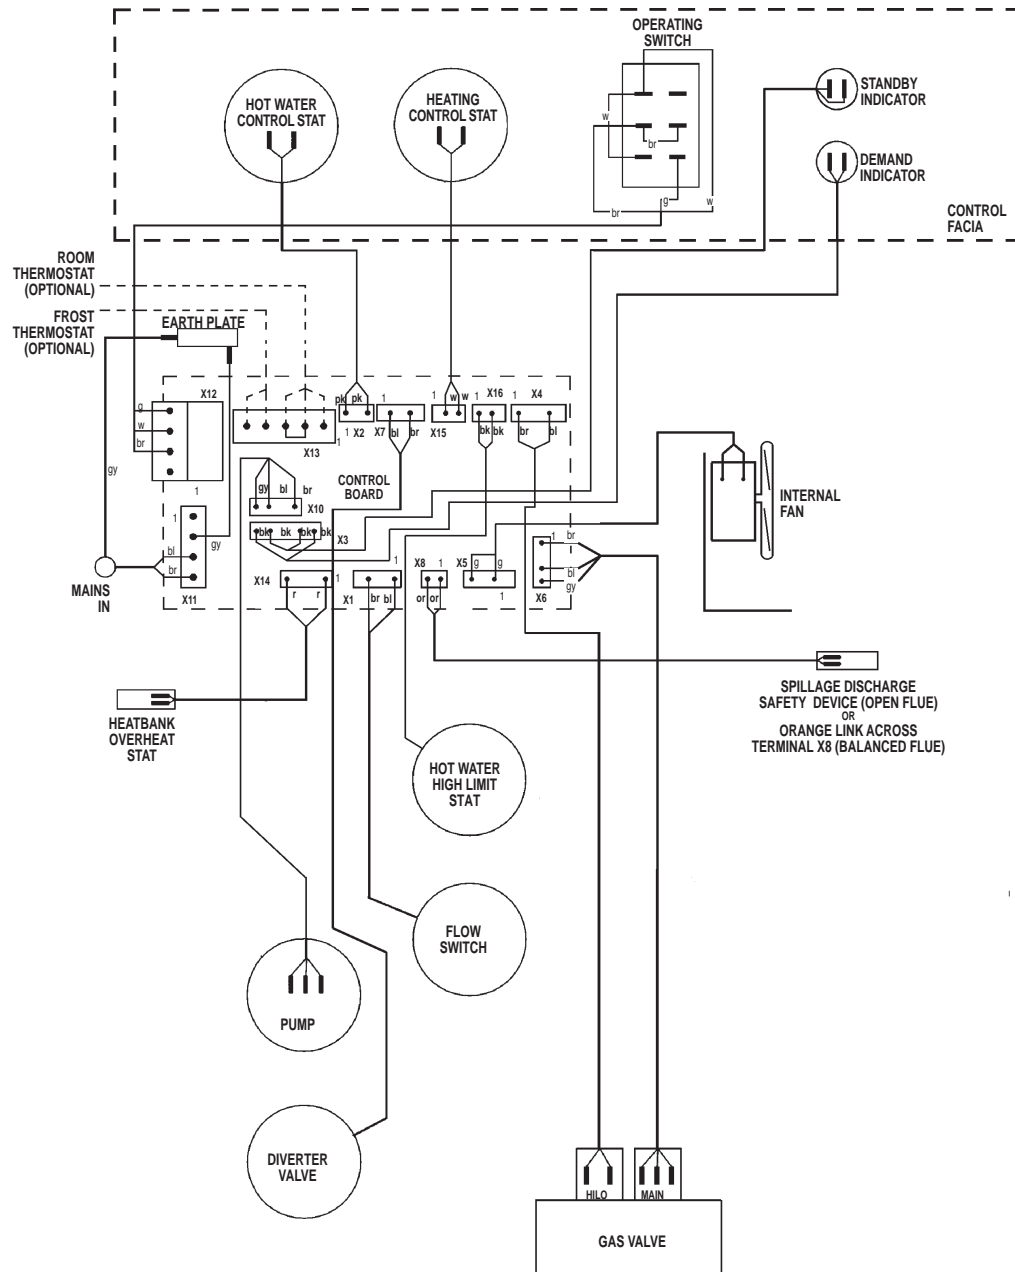 OPERATING
SWITCH
HOT WATER
CONTROL STAT
HEATING
CONTROL STAT
STANDBY
INDICATOR
w
br
DEMAND
INDICATOR
g
br
w
CONTROL
FACIA
ROOM
THERMOSTAT
(OPTIONAL)
FROST
THERMOSTAT
(OPTIONAL)
EARTH PLATE
X12
g
w
br
1
gy
X13
1
pk
pk
1
X2
1
X7
bl
br
1
w
w
X15
1
X16
bk
bk
1
X4
br
bl
CONTROL
BOARD
gy
bl
br
X10
bk
bk
bk
bk
X3
INTERNAL
FAN
1
gy
bl
br
X11
MAINS
IN
X14
1
r
r
1
X1
br
bl
X8
1
or
or
X5
g
g
1
1
br
bl
gy
X6
HEATBANK
OVERHEAT
STAT
SPILLAGE DISCHARGE
SAFETY DEVICE (OPEN FLUE)
OR
ORANGE LINK ACROSS
TERMINAL X8 (BALANCED FLUE)
HOT WATER
HIGH LIMIT
STAT
FLOW
SWITCH
PUMP
DIVERTER
VALVE
HILO
MAIN
GAS VALVE